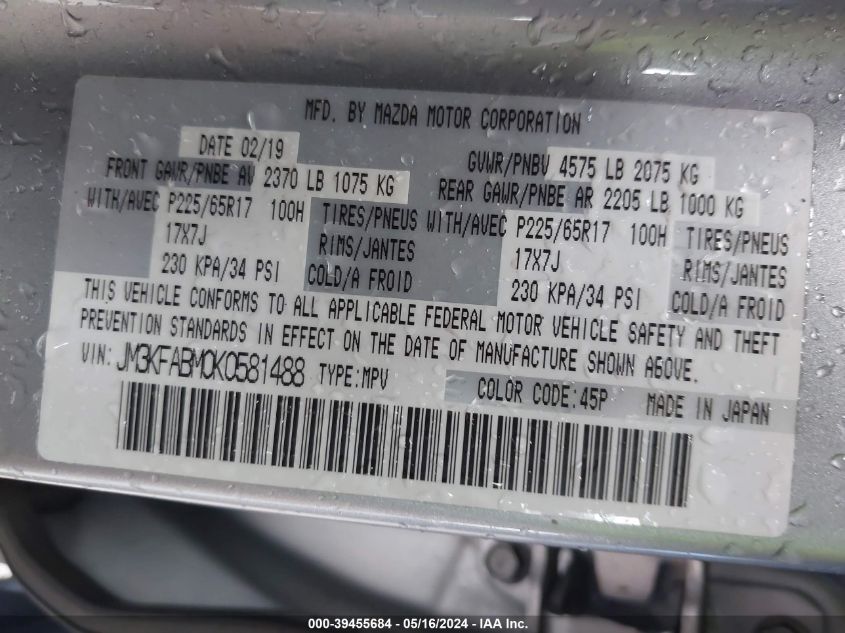 MFD. BY MAZDA MOTOR CORPORATION
DATE 02/19
GVWR/PNBV 4575 LB 2075 KG
FRONT GAWR/PNBE AV 2370 LB 1075 KG
REAR GAWR/PNBE AR 2205 LB 1000 KG
WITH/AVEC P225/65R17 100H TIRES/PNEUS WITH/AVEC P225/65R17 100H TIRES/PNEUS
17X7J RIMS/JANTES 17X7J RIMS/JANTES
230 KPA/34 PSI COLD/A FROID 230 KPA/34 PSI COLD/A FROID
THIS VEHICLE CONFORMS TO ALL APPLICABLE FEDERAL MOTOR VEHICLE SAFETY AND THEFT
PREVENTION STANDARDS IN EFFECT ON THE DATE OF MANUFACTURE SHOWN ABOVE.
VIN: JM3KFABM0K0581488 TYPE:MPV
COLOR CODE:45P MADE IN JAPAN
000-39455684 - 05/16/2024 - IAA Inc.